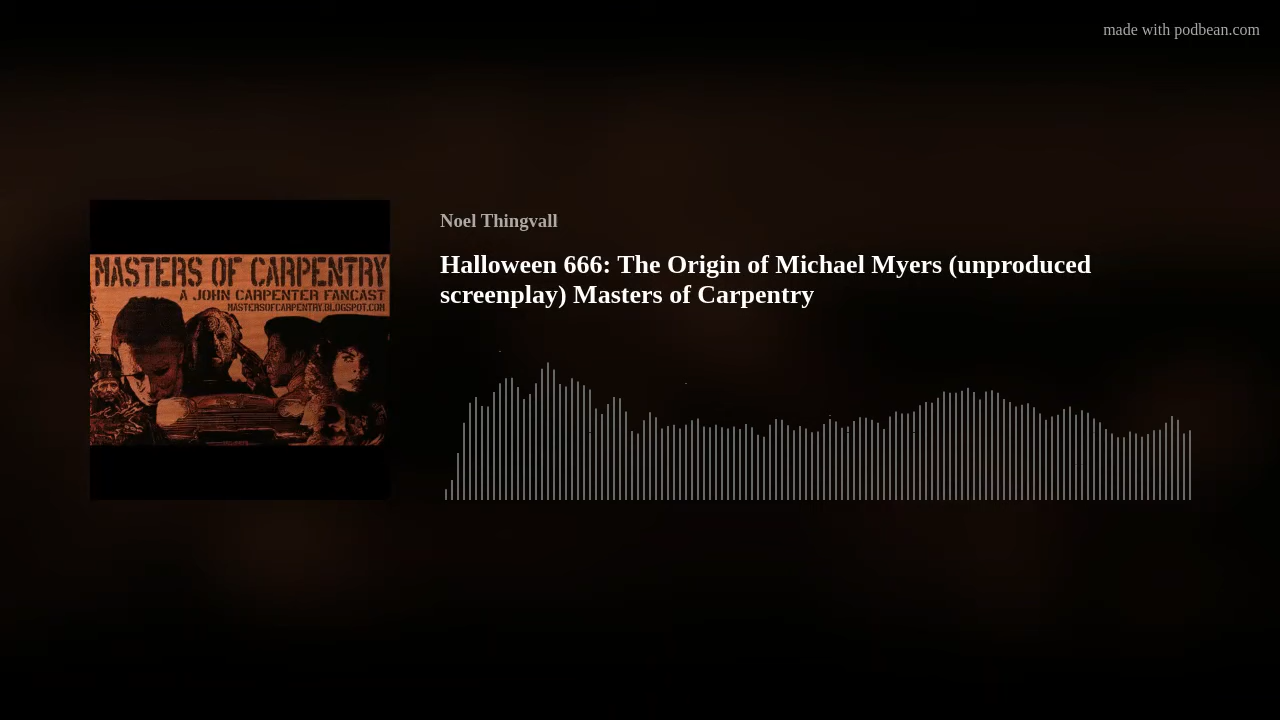 made with podbean.com
MASTERS OF CARPENTRY
A JOHN CARPENTER FANCAST
MASTERSOFCARPENTRY.BLOGSPOT.COM
Noel Thingvall
Halloween 666: The Origin of Michael Myers (unproduced
screenplay) Masters of Carpentry